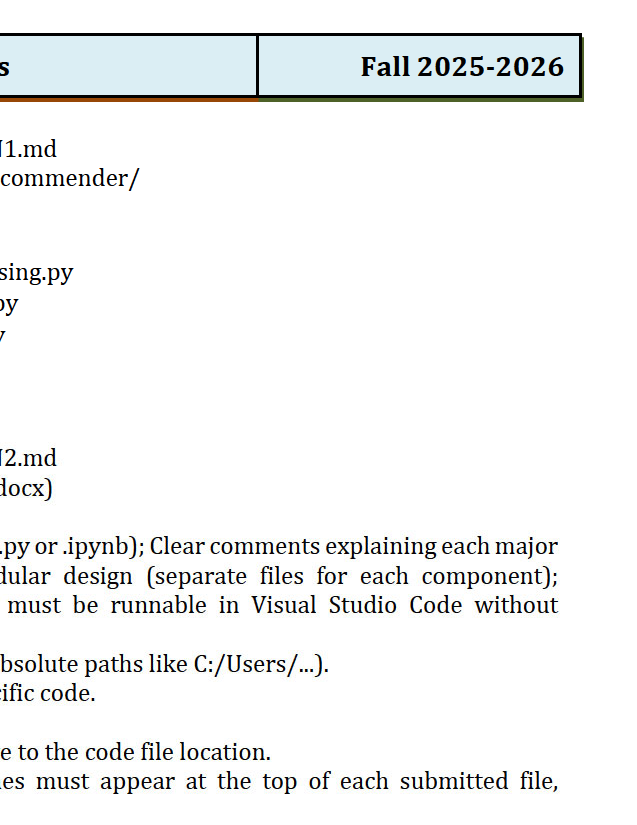 s
Fall 2025-2026
1.md
commender/
sing.py
py
y
2.md
docx)
.py or .ipynb); Clear comments explaining each major
dular design (separate files for each component);
must be runnable in Visual Studio Code without
bsolute paths like C:/Users/...).
cific code.
e to the code file location.
nes must appear at the top of each submitted file,